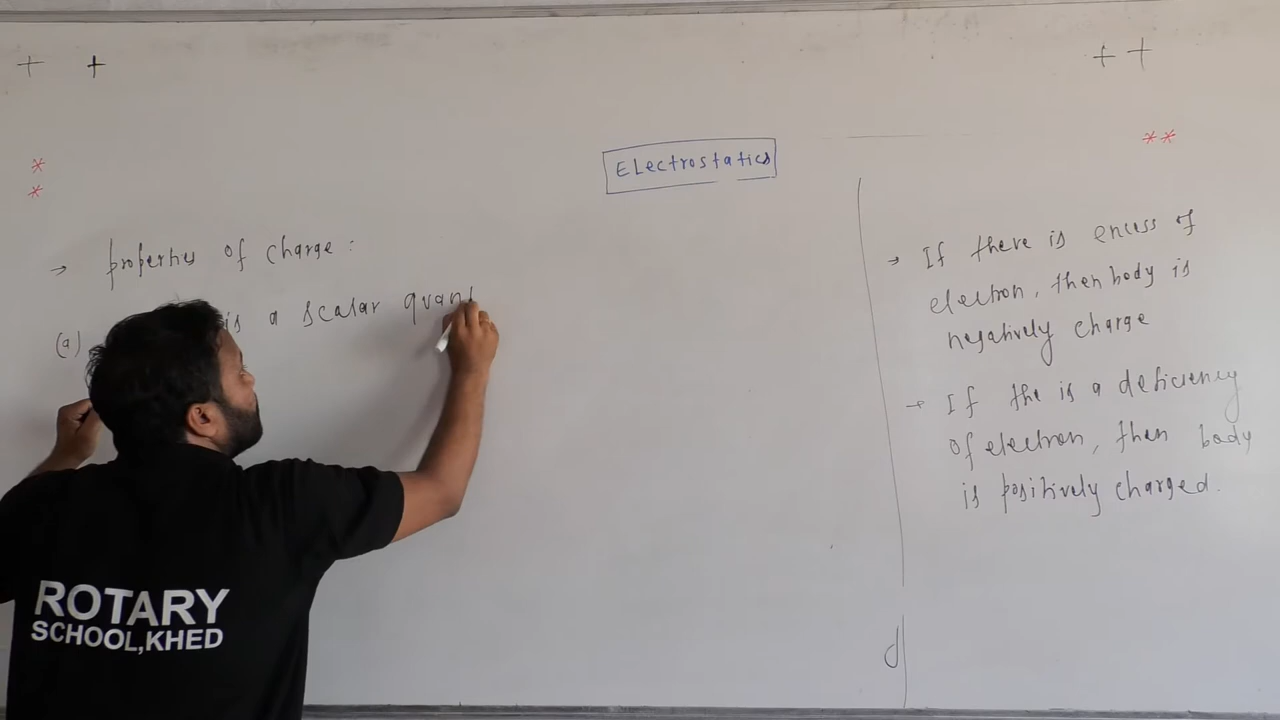 + +
+ +
**
*
*
Electrostatics
→ properties of charge :
(a) is a scalar quant
→ If there is excess of
electron, then body is
negatively charge
→ If the is a deficiency
of electron, then body
is positively charged.
ROTARY
SCHOOL,KHED